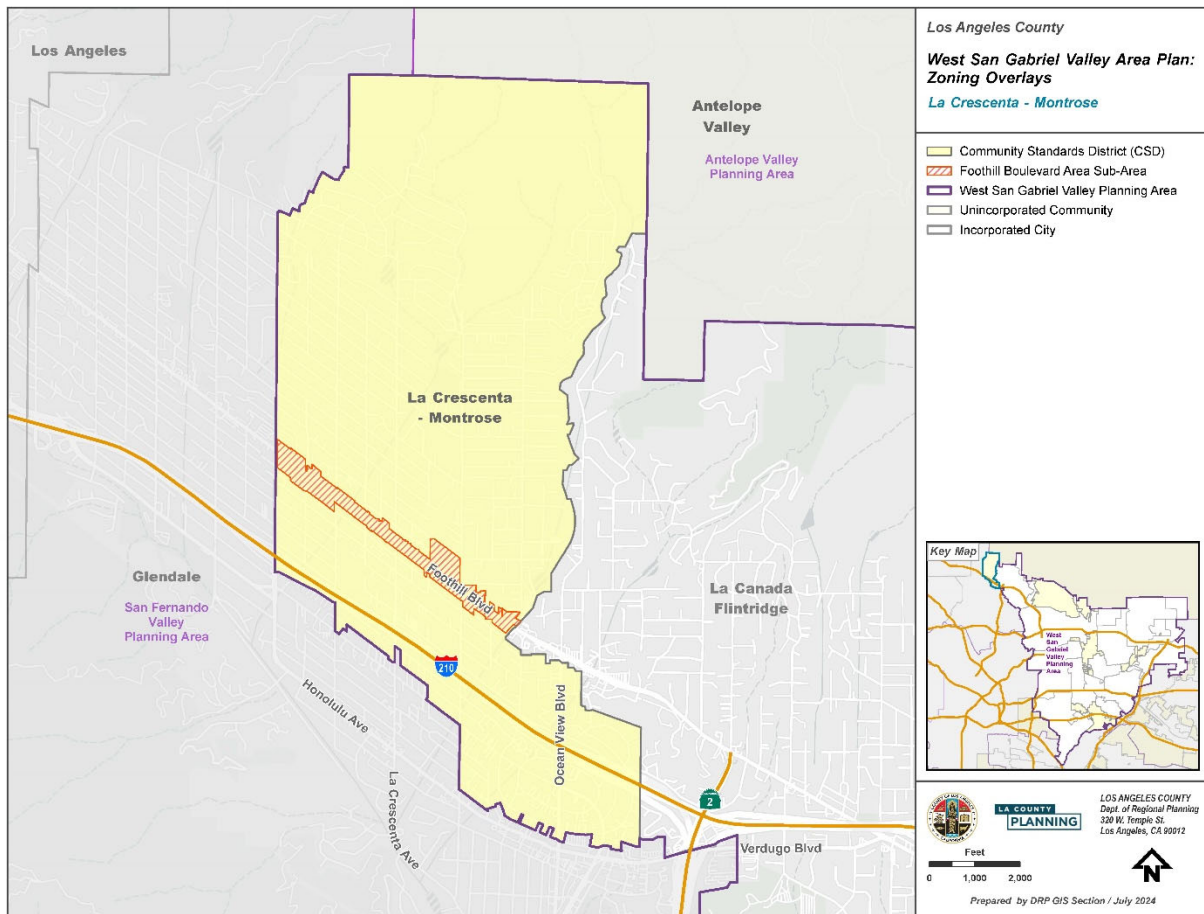 Los Angeles
Antelope
Valley
Antelope Valley
Planning Area
La Crescenta
- Montrose
Foothill Blvd
Glendale
San Fernando
Valley
Planning Area
La Canada
Flintridge
210
Honolulu Ave
Ocean View Blvd
La Crescenta Ave
2
Verdugo Blvd
Los Angeles County
West San Gabriel Valley Area Plan:
Zoning Overlays
La Crescenta - Montrose
Community Standards District (CSD)
Foothill Boulevard Area Sub-Area
West San Gabriel Valley Planning Area
Unincorporated Community
Incorporated City
Key Map
West
San
Gabriel
Valley
Planning
Area
LA COUNTY
PLANNING
LOS ANGELES COUNTY
Dept. of Regional Planning
320 W. Temple St.
Los Angeles, CA 90012
Feet
0 1,000 2,000
N
Prepared by DRP GIS Section / July 2024